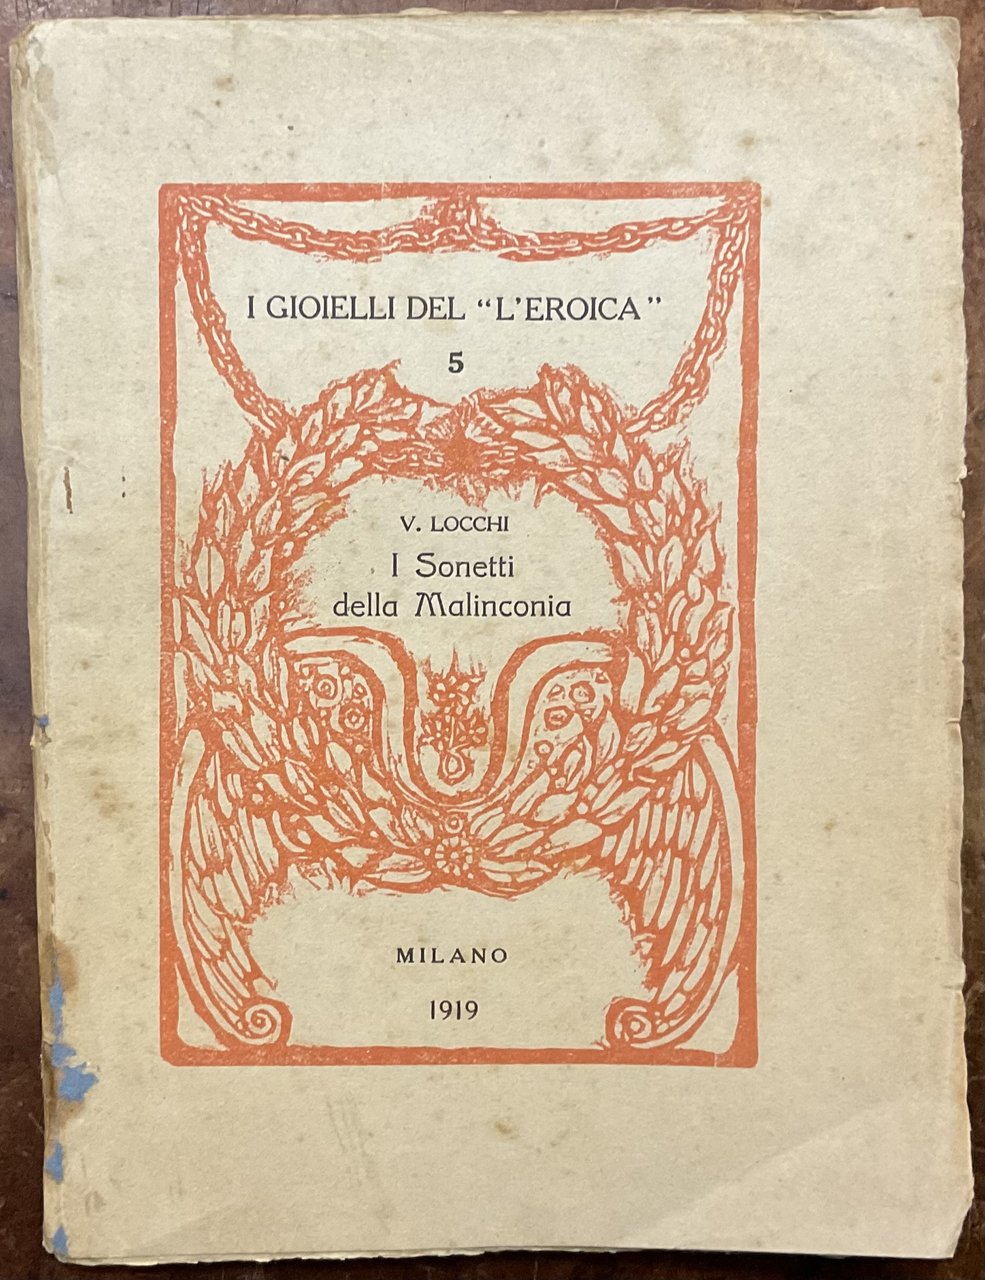 I GIOIELLI DEL “L’EROICA”
5
V. LOCCHI
I Sonetti
della Malinconia
MILANO
1919